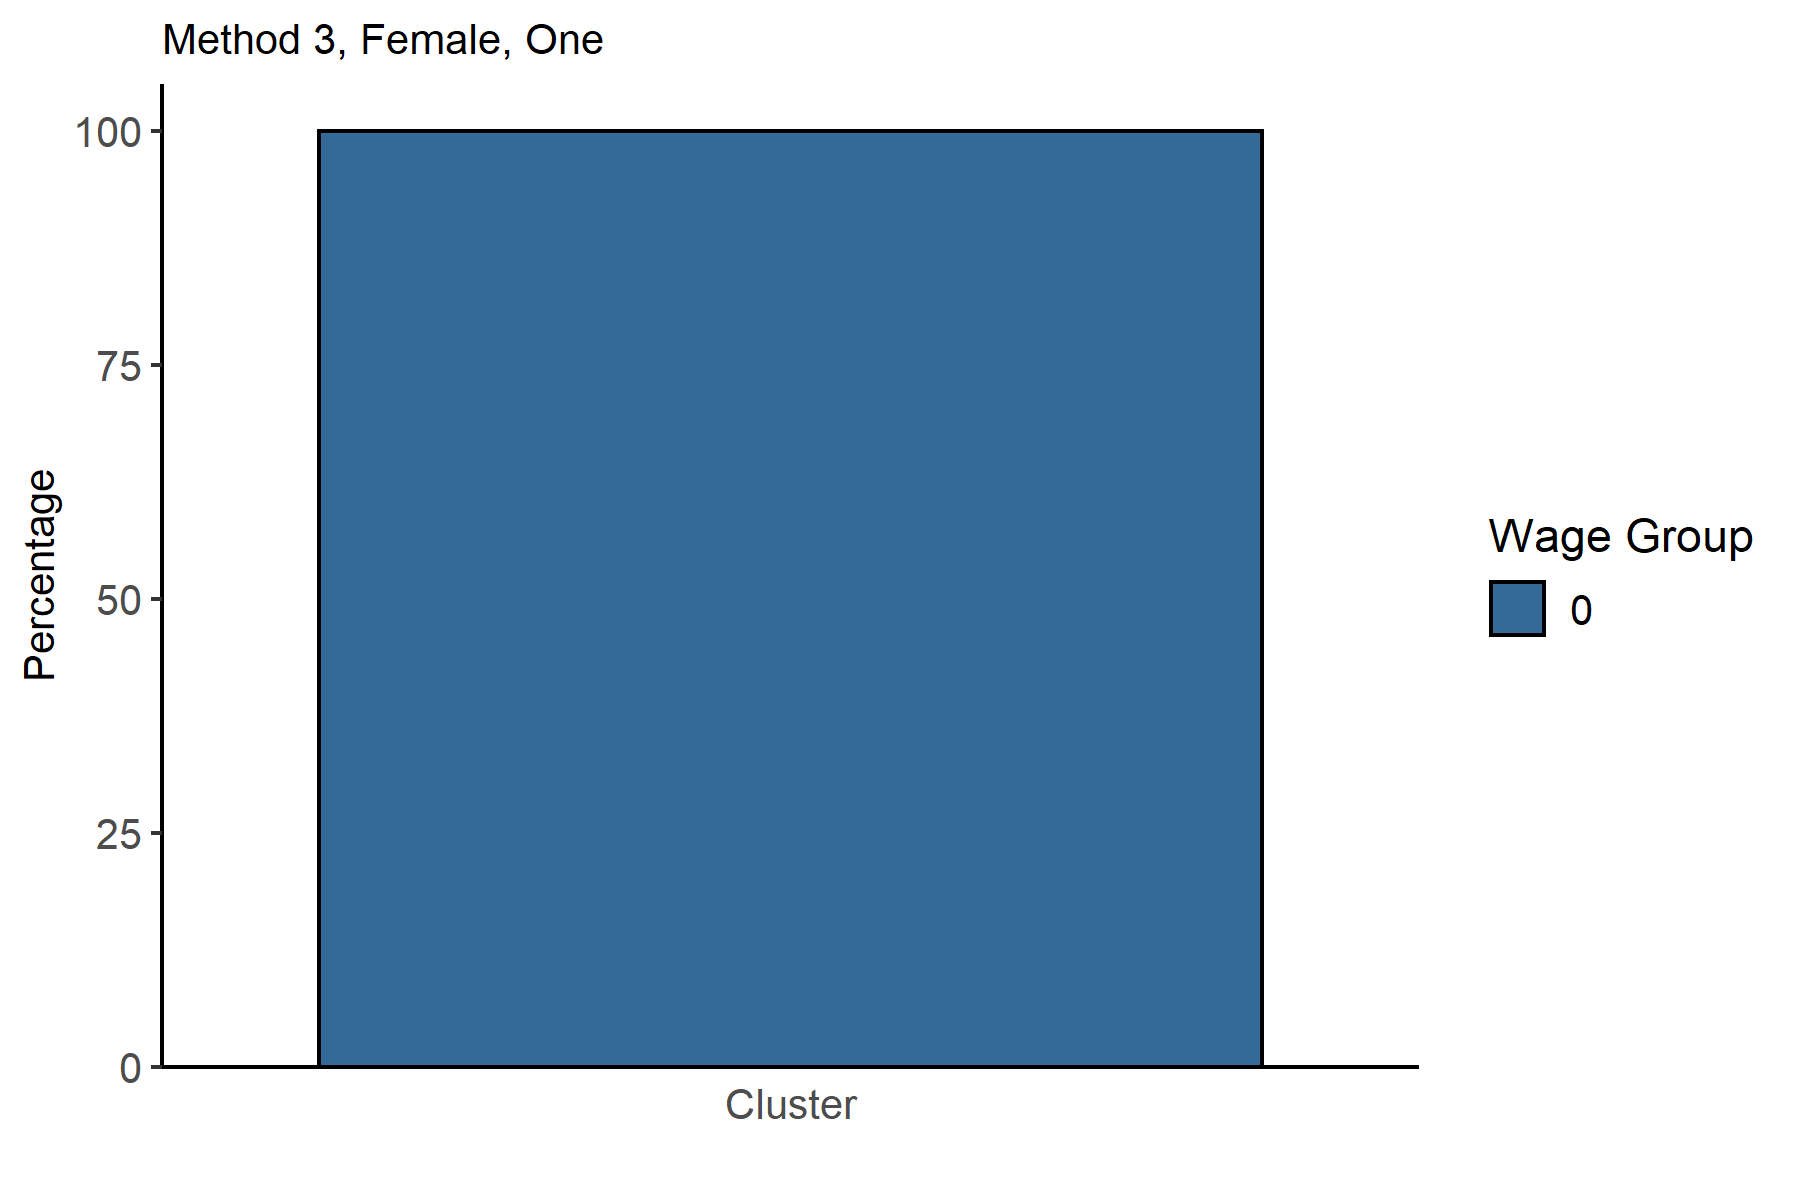 Method 3, Female, One
100
75
50
25
0
Percentage
Cluster
Wage Group
0